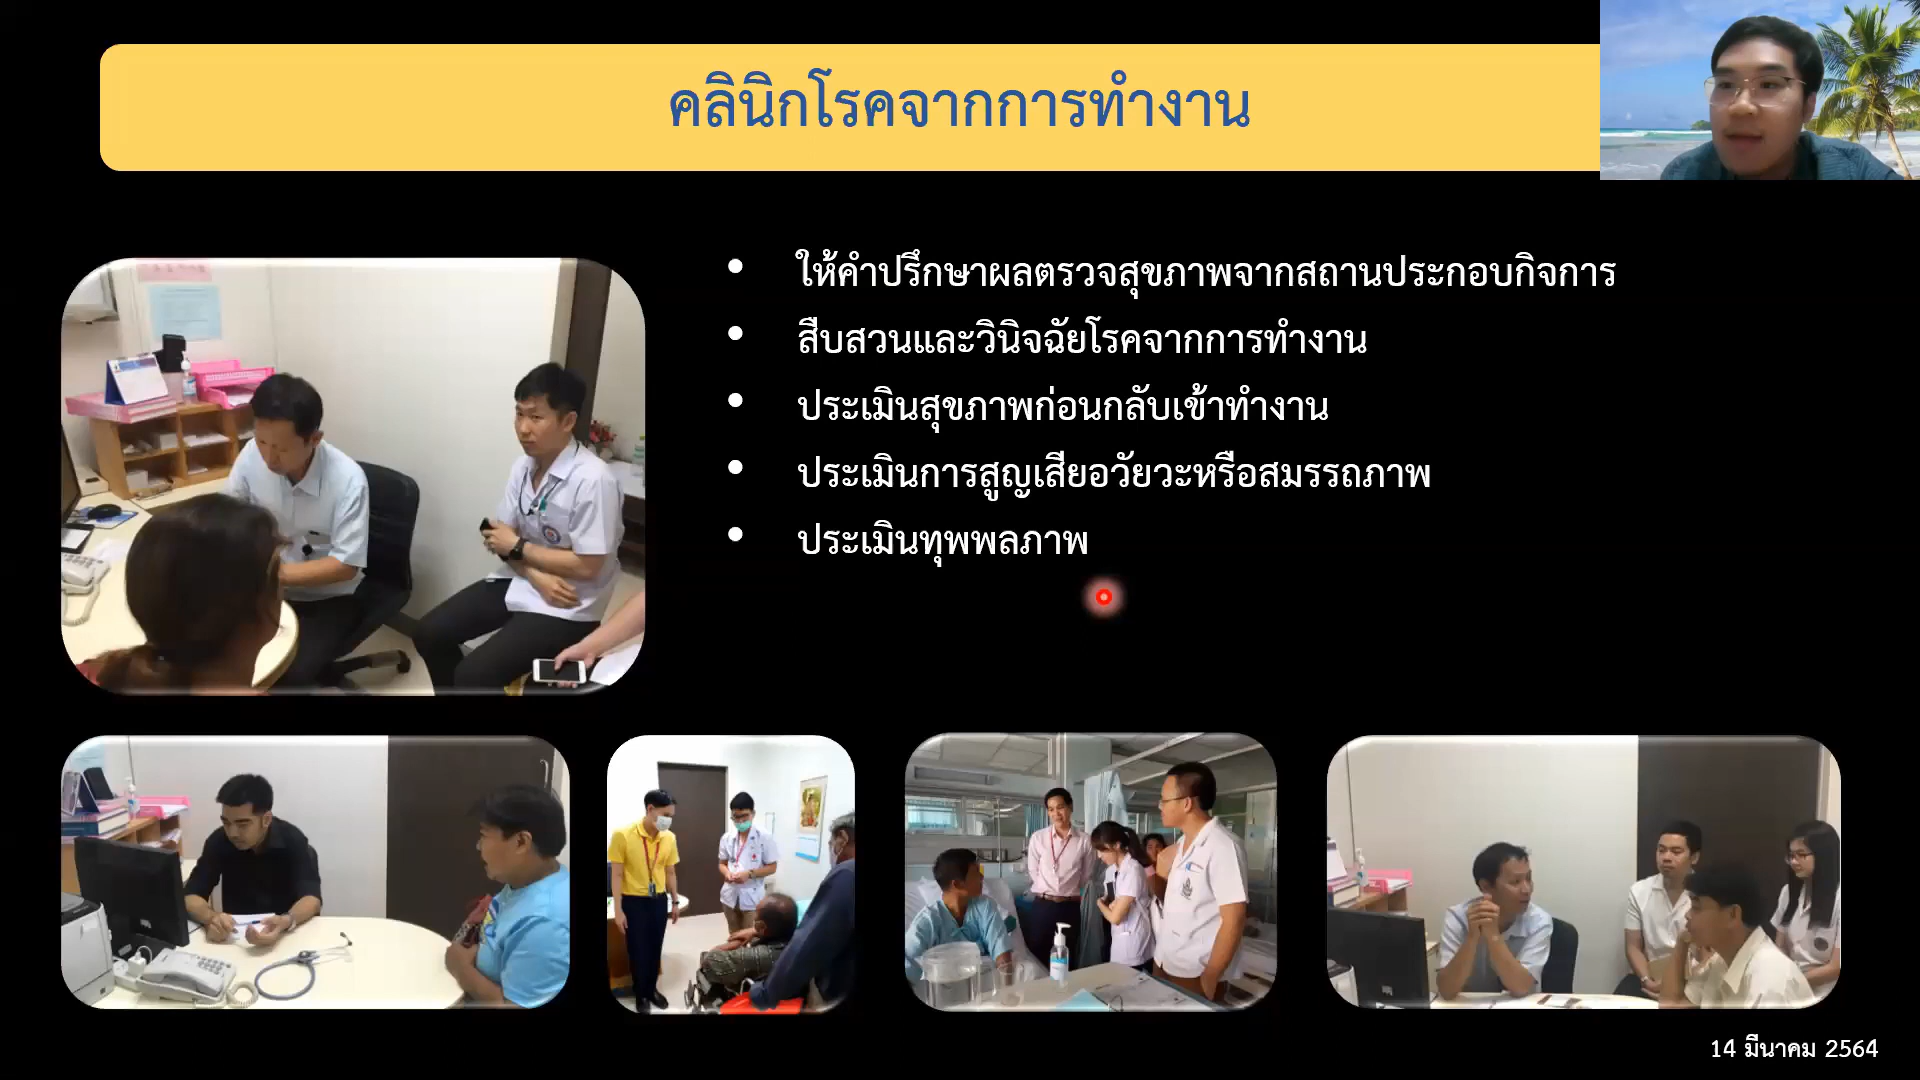 คลินิกโรคจากการทำงาน
• ให้คำปรึกษาผลตรวจสุขภาพจากสถานประกอบกิจการ
• สืบสวนและวินิจฉัยโรคจากการทำงาน
• ประเมินสุขภาพก่อนกลับเข้าทำงาน
• ประเมินการสูญเสียอวัยวะหรือสมรรถภาพ
• ประเมินทุพพลภาพ
14 มีนาคม 2564